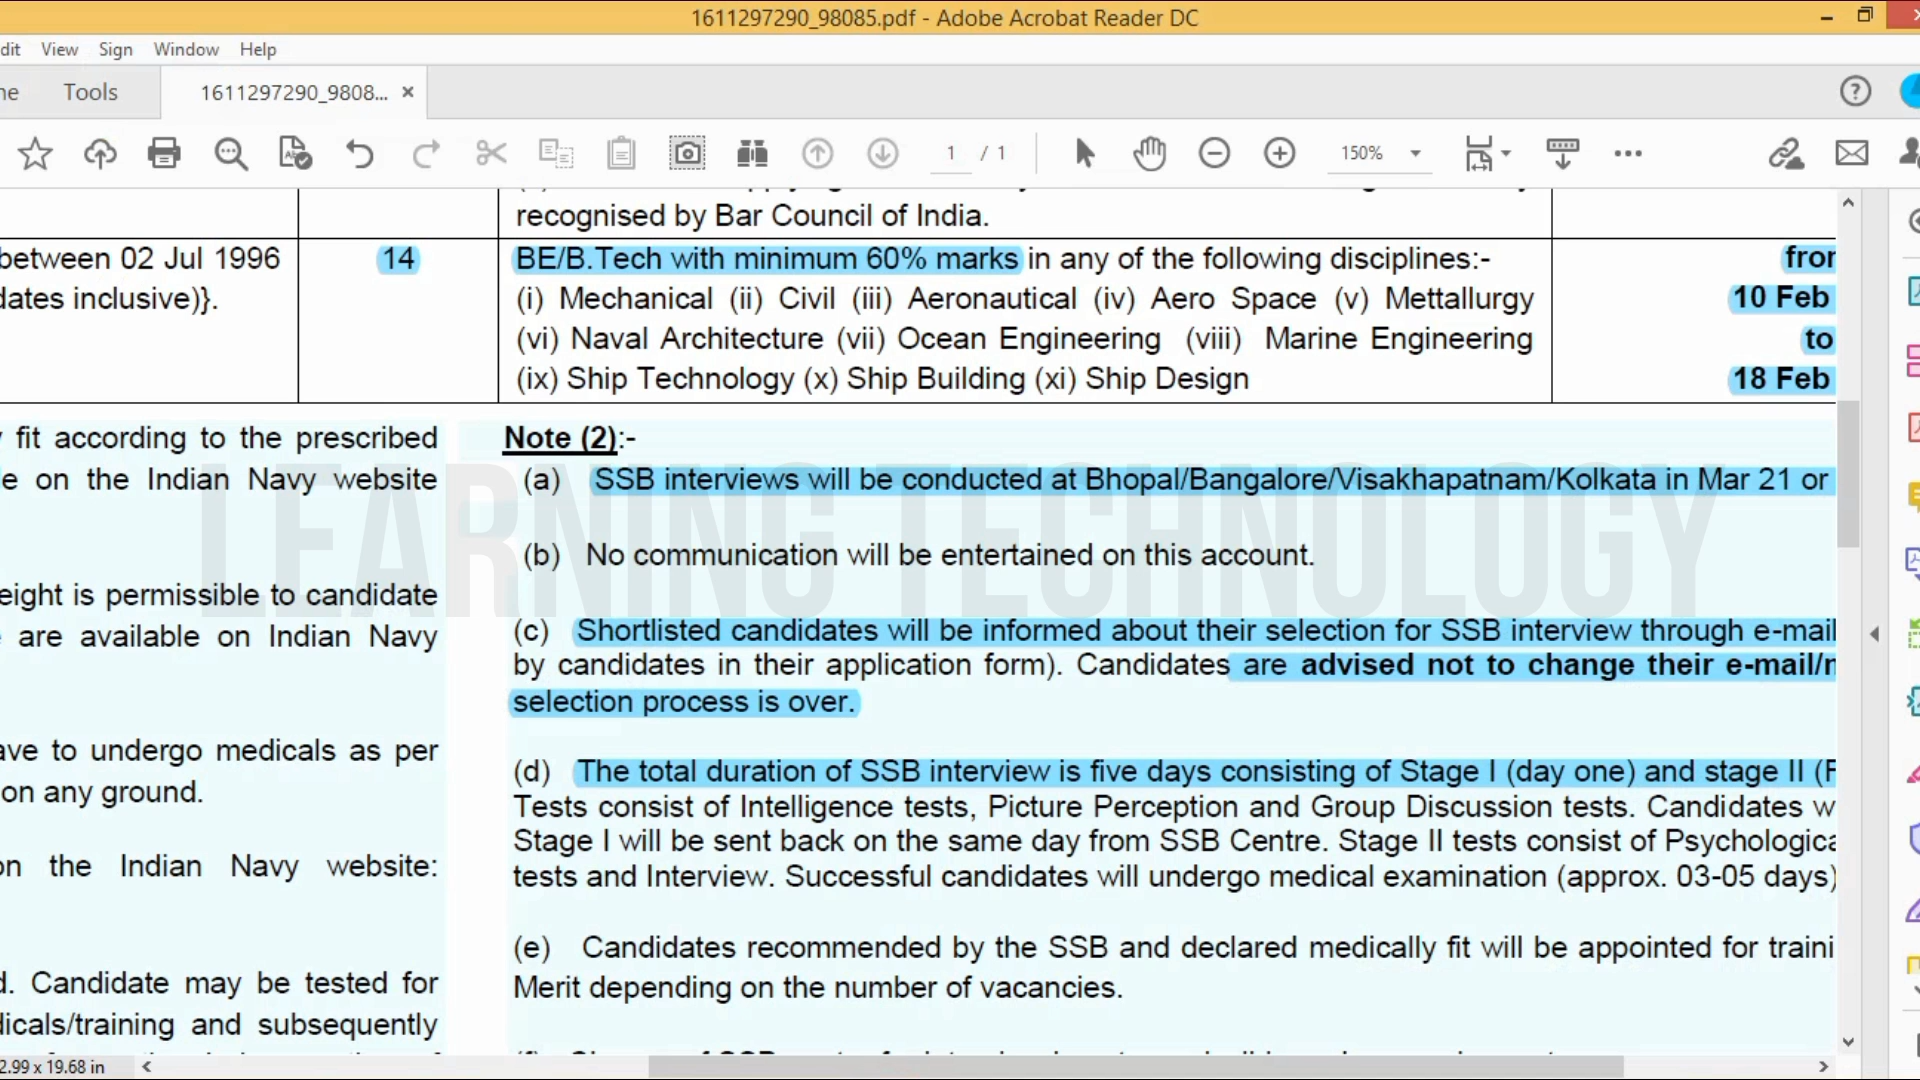 1611297290_98085.pdf - Adobe Acrobat Reader DC
View Sign Window Help
Tools 1611297290_9808... ×
1 / 1 150%
recognised by Bar Council of India.
between 02 Jul 1996 14 BE/B.Tech with minimum 60% marks in any of the following disciplines:-
dates inclusive)}. (i) Mechanical (ii) Civil (iii) Aeronautical (iv) Aero Space (v) Mettallurgy 10 Feb
(vi) Naval Architecture (vii) Ocean Engineering (viii) Marine Engineering to
(ix) Ship Technology (x) Ship Building (xi) Ship Design 18 Feb
fit according to the prescribed
e on the Indian Navy website
eight is permissible to candidate
are available on Indian Navy
ave to undergo medicals as per
on any ground.
on the Indian Navy website:
d. Candidate may be tested for
dicals/training and subsequently
Note (2):-
(a) SSB interviews will be conducted at Bhopal/Bangalore/Visakhapatnam/Kolkata in Mar 21 or
(b) No communication will be entertained on this account.
(c) Shortlisted candidates will be informed about their selection for SSB interview through e-mail
by candidates in their application form). Candidates are advised not to change their e-mail/
selection process is over.
(d) The total duration of SSB interview is five days consisting of Stage I (day one) and stage II (
Tests consist of Intelligence tests, Picture Perception and Group Discussion tests. Candidates
Stage I will be sent back on the same day from SSB Centre. Stage II tests consist of Psychologica
tests and Interview. Successful candidates will undergo medical examination (approx. 03-05 days)
(e) Candidates recommended by the SSB and declared medically fit will be appointed for traini
Merit depending on the number of vacancies.
LEARNING TECHNOLOGY
2.99 x 19.68 in